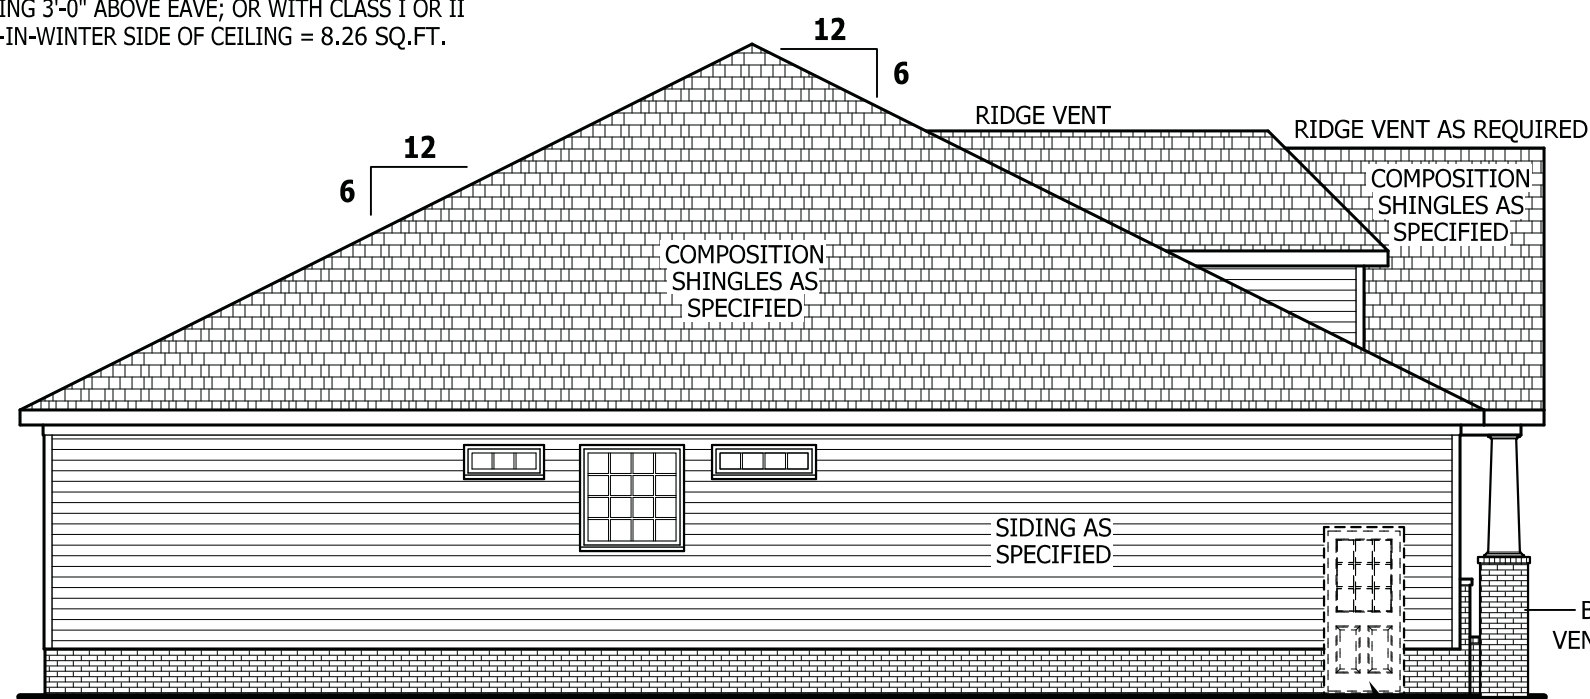 ING 3'-0" ABOVE EAVE; OR WITH CLASS I OR II
-IN-WINTER SIDE OF CEILING = 8.26 SQ.FT.
12
6
RIDGE VENT
RIDGE VENT AS REQUIRED
12
6
COMPOSITION
SHINGLES AS
SPECIFIED
COMPOSITION
SHINGLES AS
SPECIFIED
SIDING AS
SPECIFIED